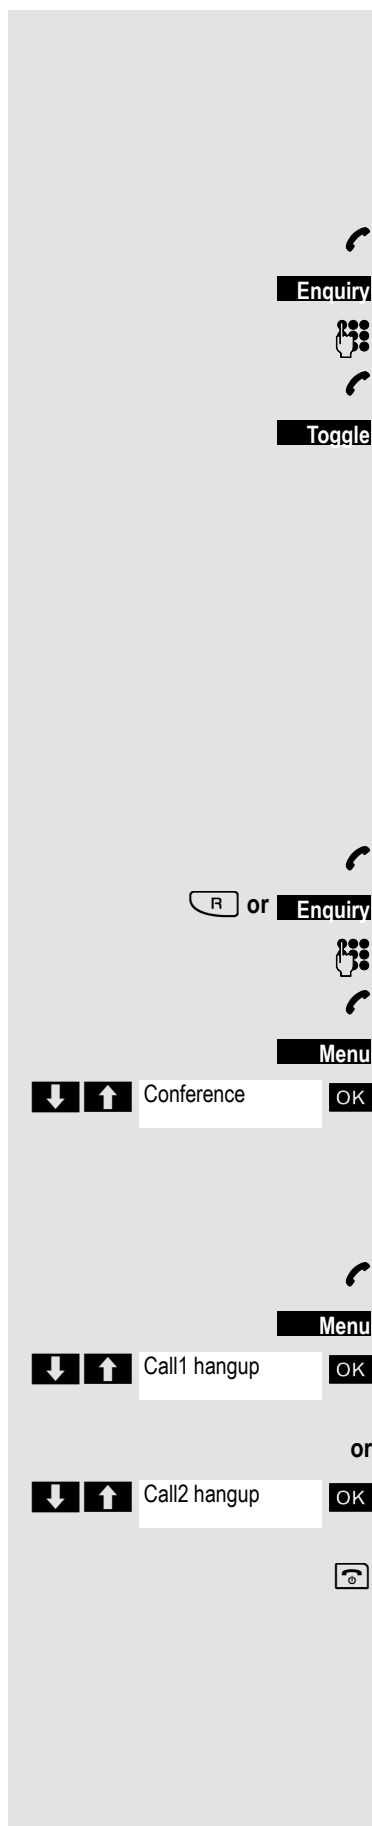 Enquiry
Toggle
R or Enquiry
Menu
Conference OK
Menu
Call1 hangup OK
or
Call2 hangup OK